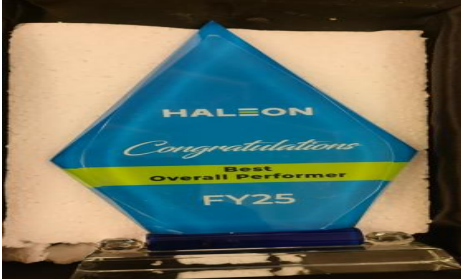 HALEON
Congratulations
Best
Overall Performer
FY25